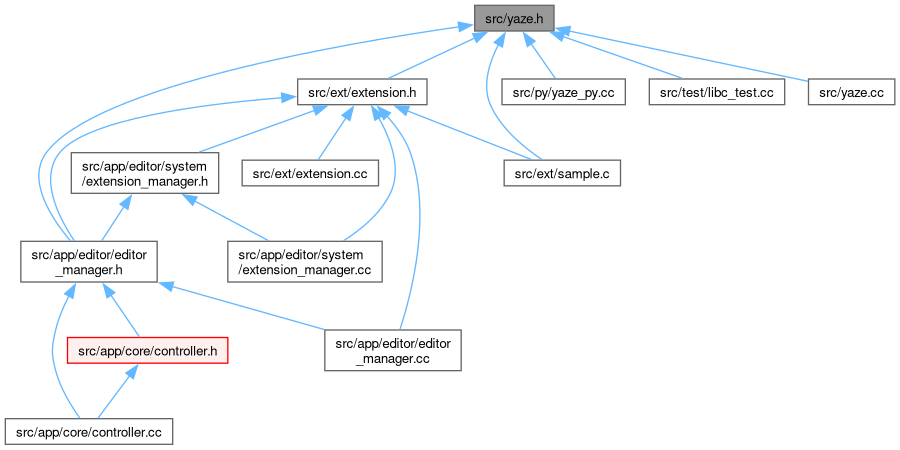 src/yaze.h
src/ext/extension.h
src/py/yaze_py.cc
src/test/libc_test.cc
src/yaze.cc
src/app/editor/system
/extension_manager.h
src/ext/extension.cc
src/ext/sample.c
src/app/editor/editor
_manager.h
src/app/editor/system
/extension_manager.cc
src/app/core/controller.h
src/app/editor/editor
_manager.cc
src/app/core/controller.cc